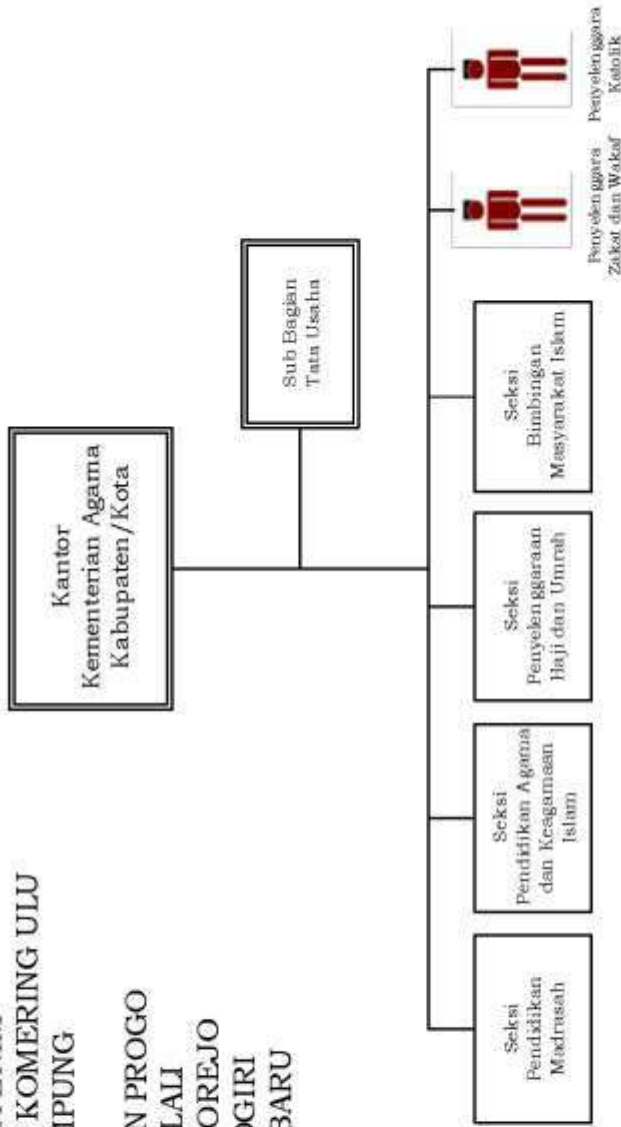 KOMERING ULU
PUNG
N PROGO
LALI
OREJO
GIRI
BARU
Kantor
Kementerian Agama
Kabupaten/Kota
Sub Bagian
Tata Usaha
Seksi
Pendidikan
Madrasah
Seksi
Pendidikan Agama
dan Keagamaan
Islam
Seksi
Penyelenggaraan
Haji dan Umrah
Seksi
Bimbingan
Masyarakat Islam
Penyelenggara
Zakat dan Wakaf
Penyelenggara
Katolik